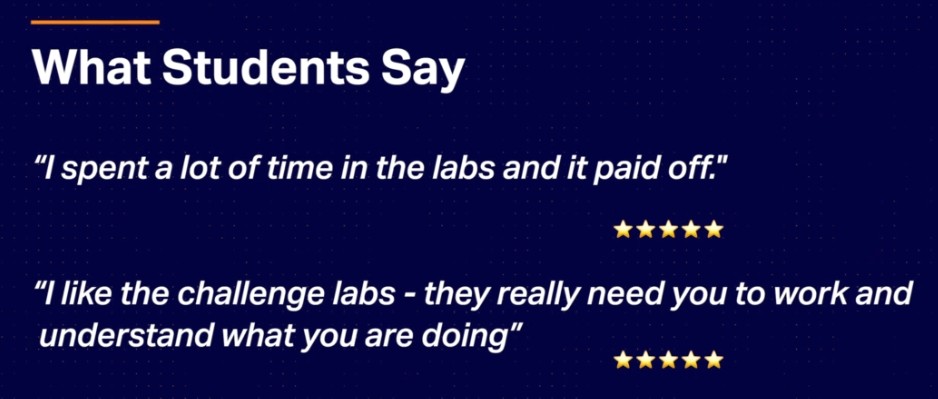 What Students Say
“I spent a lot of time in the labs and it paid off."
⭐⭐⭐⭐⭐
“I like the challenge labs - they really need you to work and
understand what you are doing”
⭐⭐⭐⭐⭐